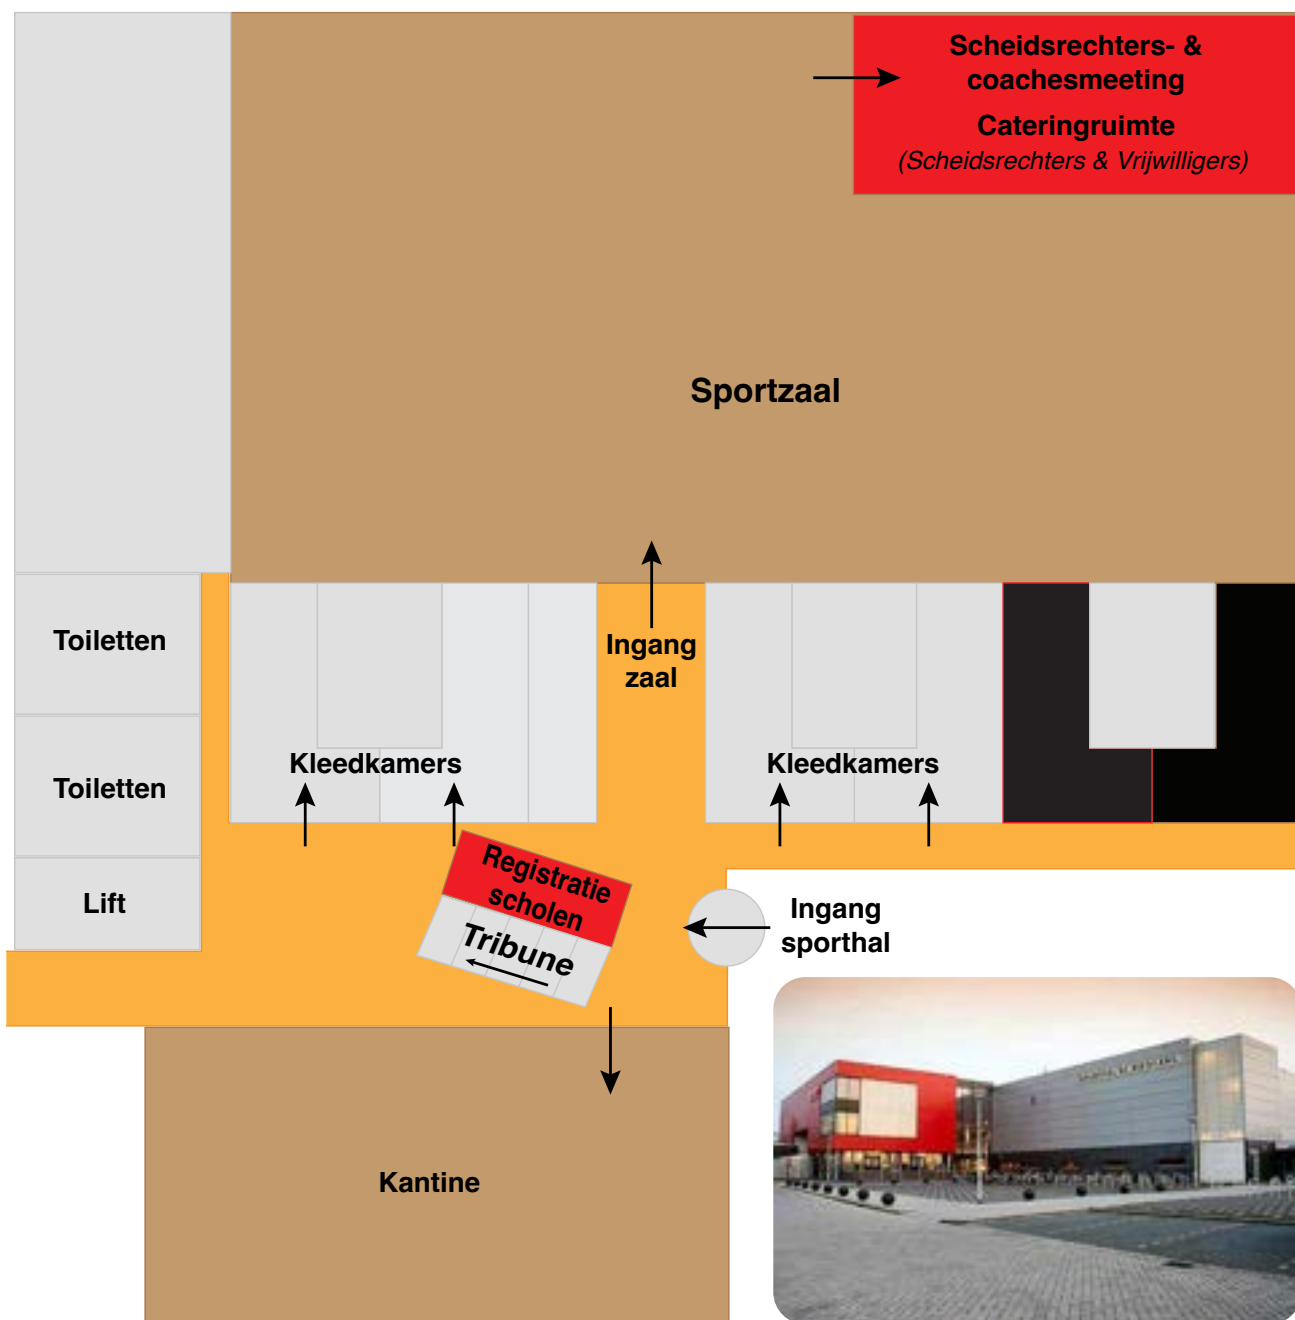 Scheidsrechters- &
coachesmeeting
Cateringruimte
(Scheidsrechters & Vrijwilligers)
Sportzaal
Toiletten
Ingang
zaal
Toiletten
Kleedkamers
Kleedkamers
Registratie
scholen
Lift
Tribune
Ingang
sporthal
Kantine